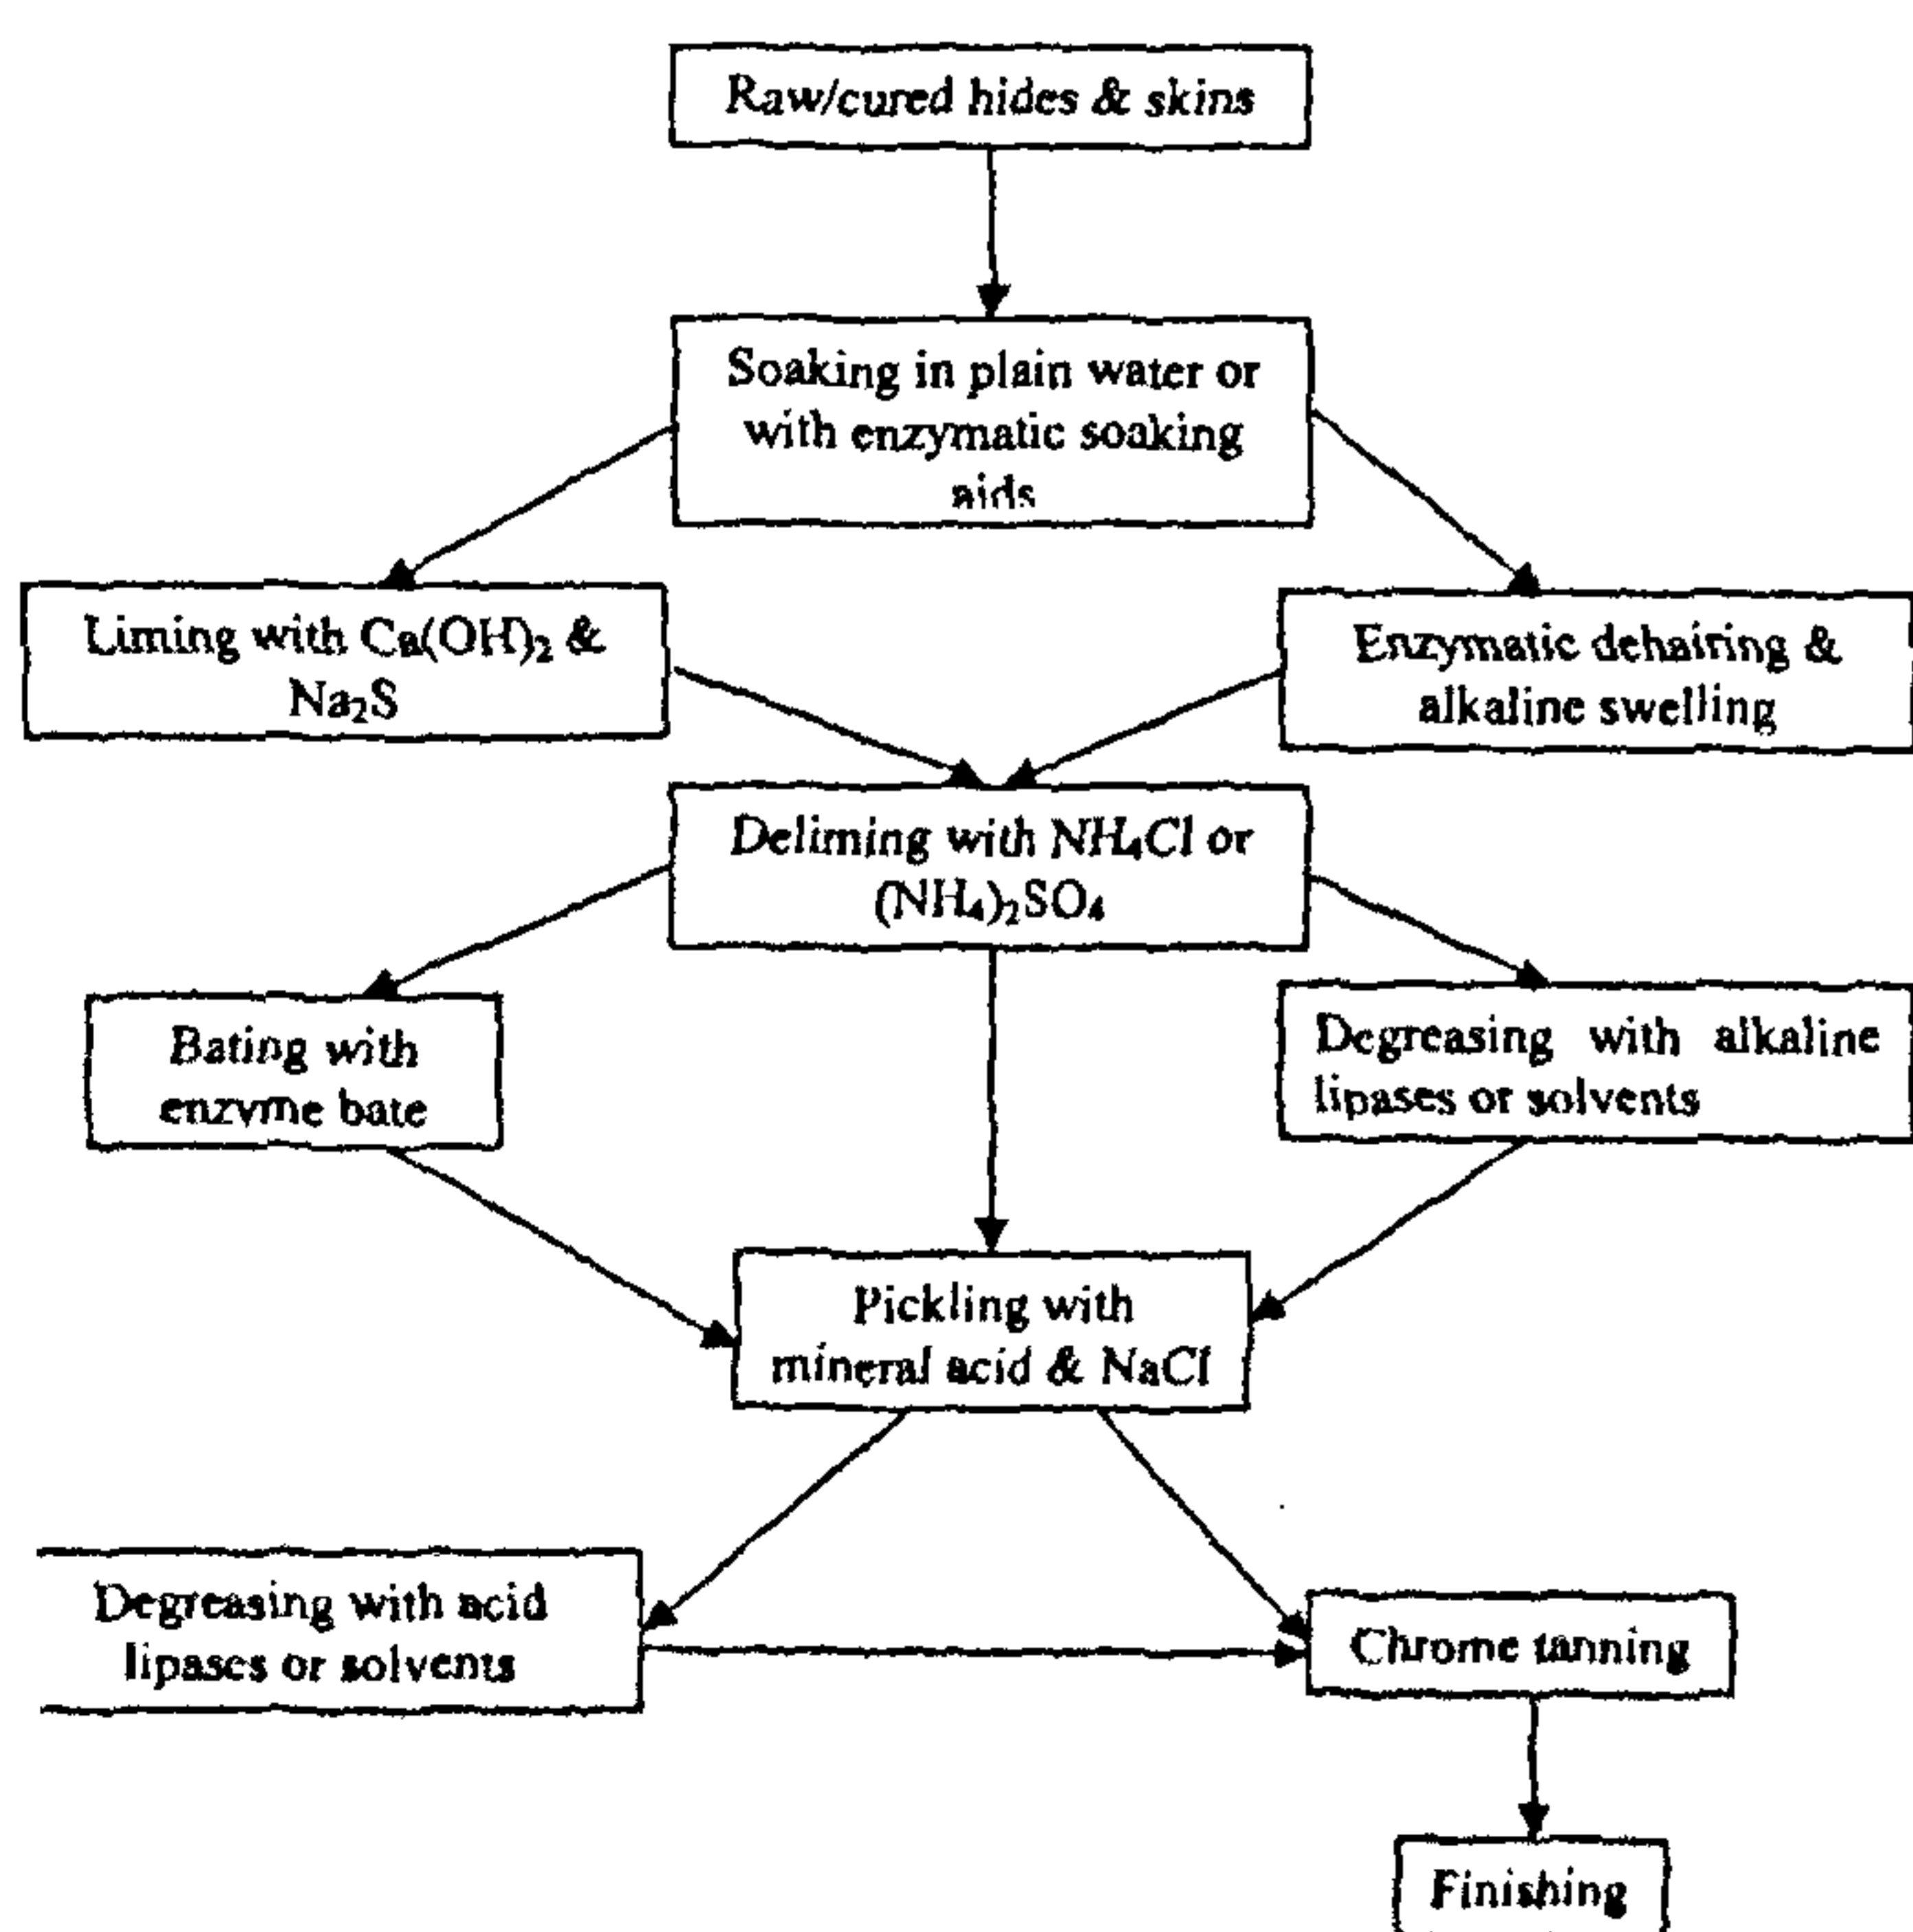 Raw/cured hides & skins
Soaking in plain water or
with enzymatic soaking
aids
Liming with Ca(OH)₂ &
Na₂S
Enzymatic dehairing &
alkaline swelling
Deliming with NH₄Cl or
(NH₄)₂SO₄
Bating with
enzyme bate
Degreasing with alkaline
lipases or solvents
Pickling with
mineral acid & NaCl
Degreasing with acid
lipases or solvents
Chrome tanning
Finishing